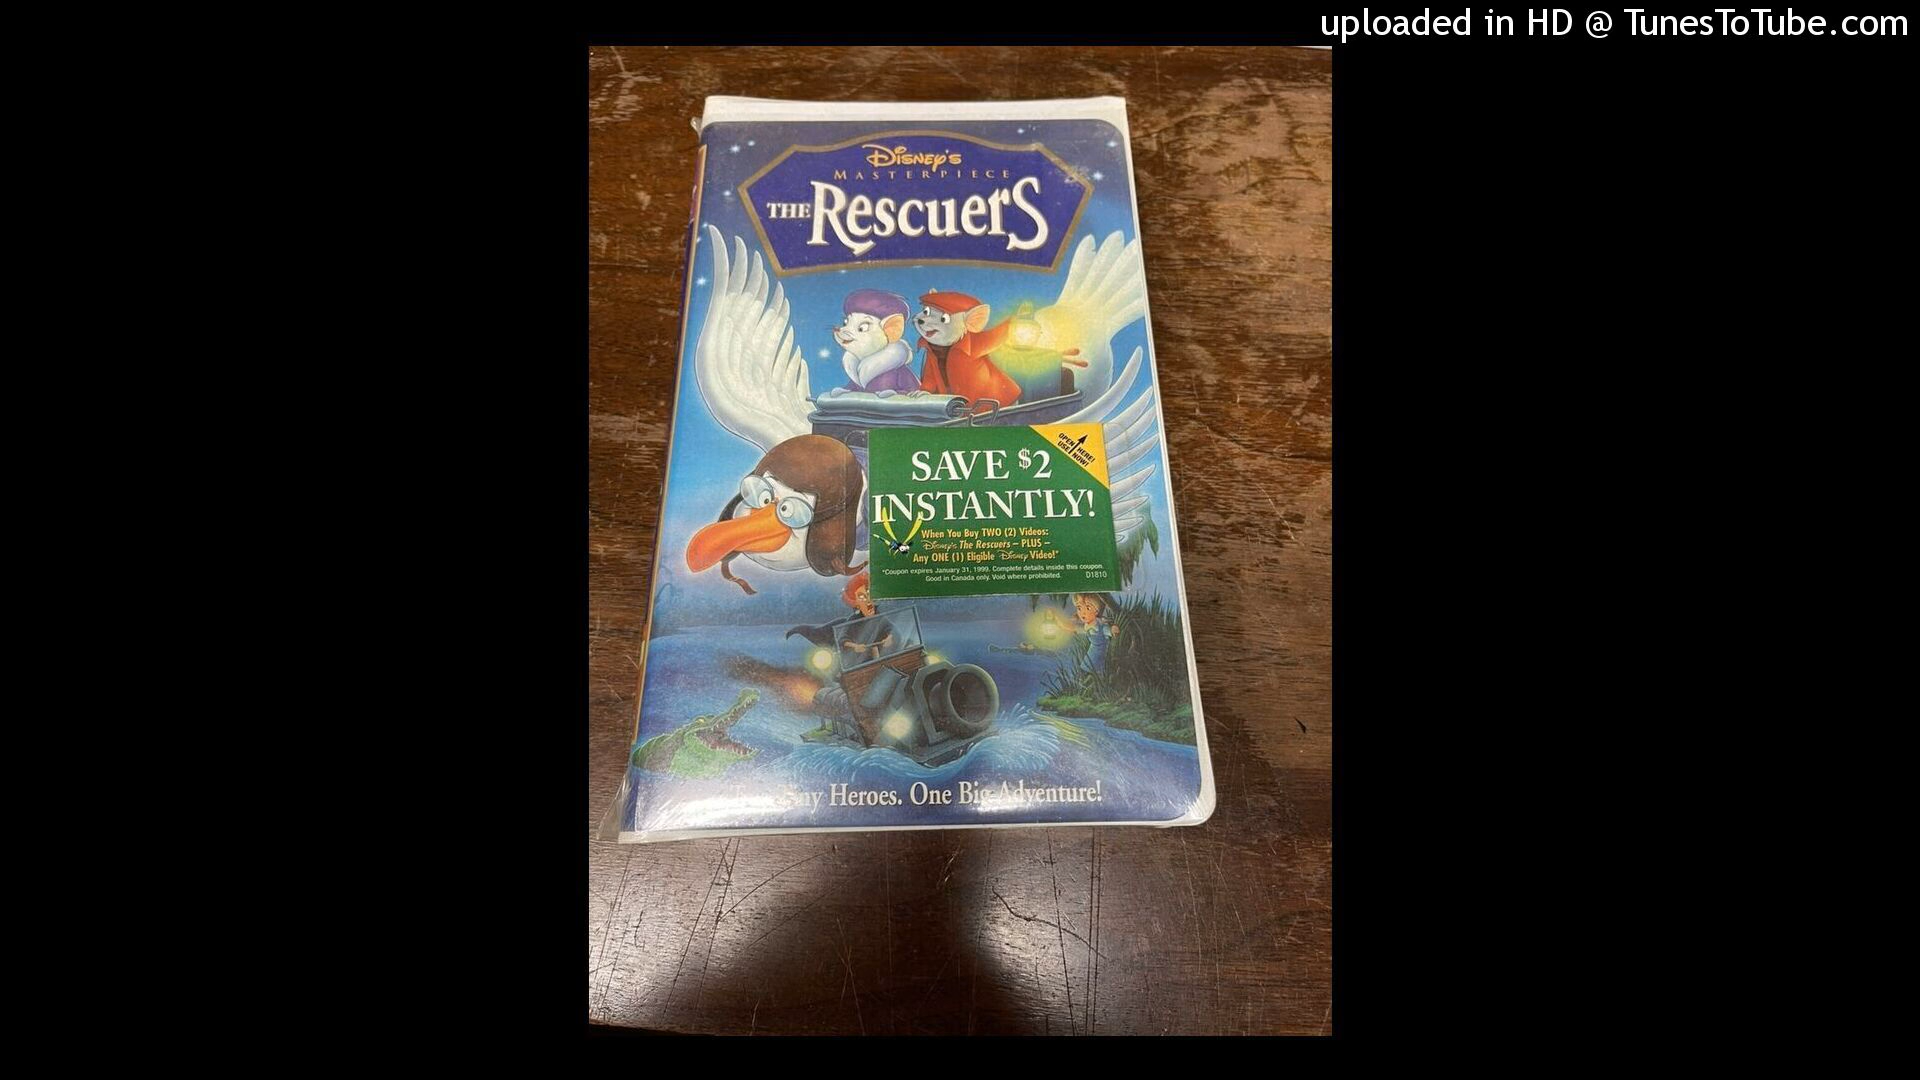 uploaded in HD @ TunesToTube.com
DISNEY'S
MASTERPIECE
THE RESCUERS
OPEN HERE!
USE NOW!
SAVE $2
INSTANTLY!
When You Buy TWO (2) Videos:
Disney's The Rescuers – PLUS –
Any ONE (1) Eligible Disney Video!*
*Coupon expires January 31, 1999. Complete details inside this coupon.
Good in Canada only. Void where prohibited. D1810
Heroes. One Big Adventure!